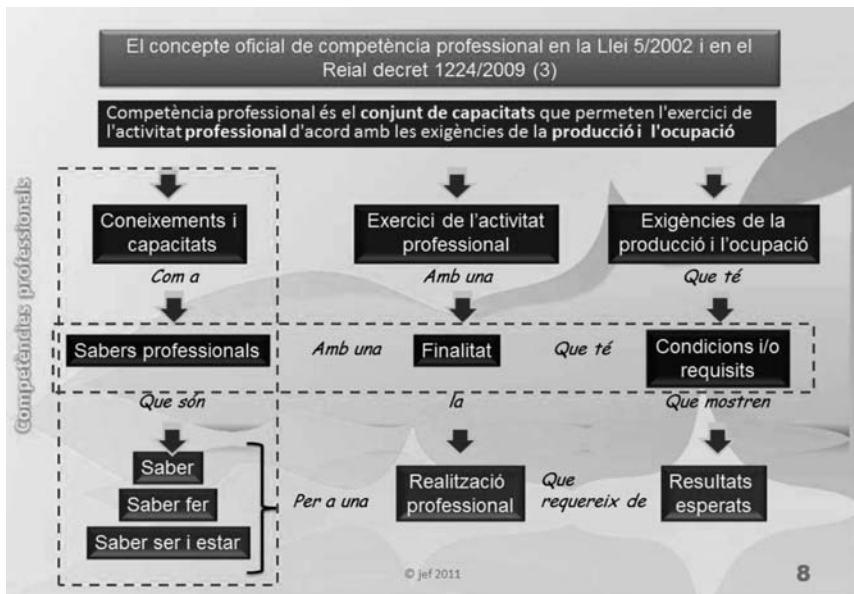 El concepte oficial de competència professional en la Llei 5/2002 i en el
Reial decret 1224/2009 (3)
Competència professional és el conjunt de capacitats que permeten l'exercici de
l'activitat professional d'acord amb les exigències de la producció i l'ocupació
Competències professionals
Coneixements i
capacitats
Exercici de l'activitat
professional
Exigències de la
producció i l'ocupació
Com a
Amb una
Que té
Sabers professionals
Amb una
Finalitat
Que té
Condicions i/o
requisits
Que són
la
Que mostren
Saber
Saber fer
Saber ser i estar
Per a una
Realització
professional
Que
requereix de
Resultats
esperats
© jef 2011
8